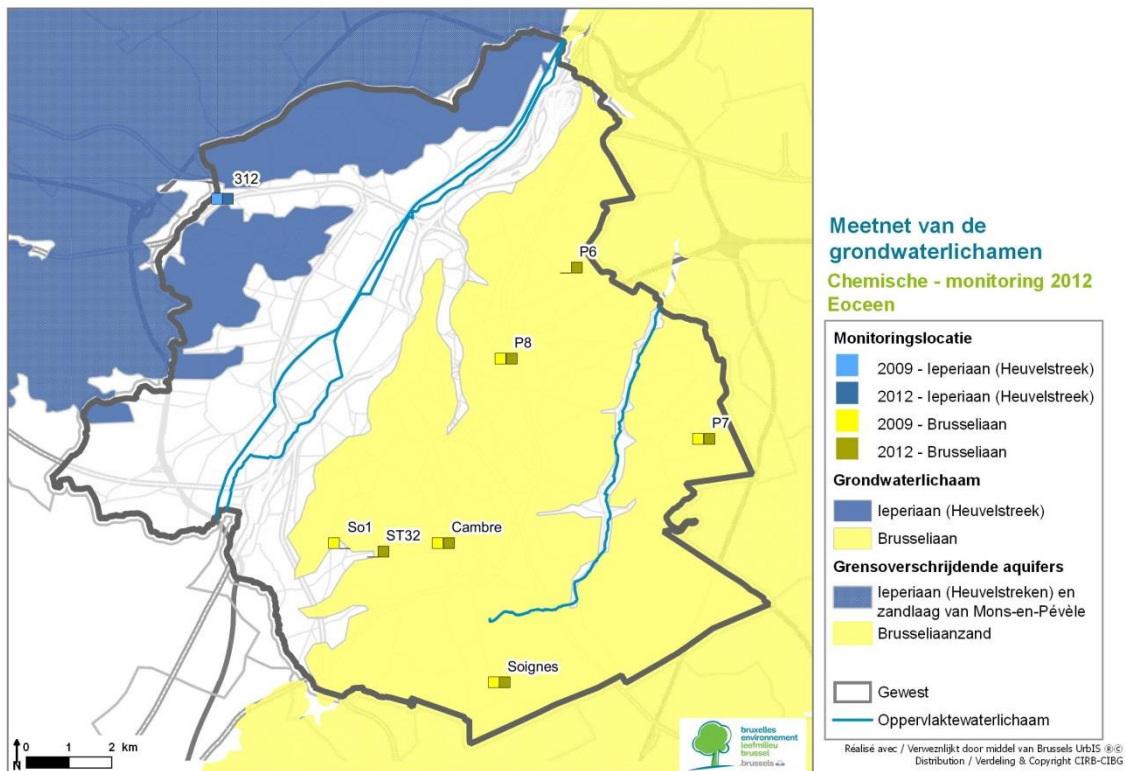 312
P6
P8
P7
So1
ST32
Cambre
Soignes
0 1 2 km
bruxelles
environnement
leefmilieu
brussel
.brussels
Meetnet van de
grondwaterlichamen
Chemische - monitoring 2012
Eoceen
Monitoringslocatie
2009 - Ieperiaan (Heuvelstreek)
2012 - Ieperiaan (Heuvelstreek)
2009 - Brusseliaan
2012 - Brusseliaan
Grondwaterlichaam
Ieperiaan (Heuvelstreek)
Brusseliaan
Grensoverschrijdende aquifers
Ieperiaan (Heuvelstreken) en
zandlaag van Mons-en-Pévèle
Brusseliaanzand
Gewest
Oppervlaktewaterlichaam
Réalisé avec / Verweznlijkt door middel van Brussels UrbIS ®©
Distribution / Verdeling & Copyright CIRB-CIBG